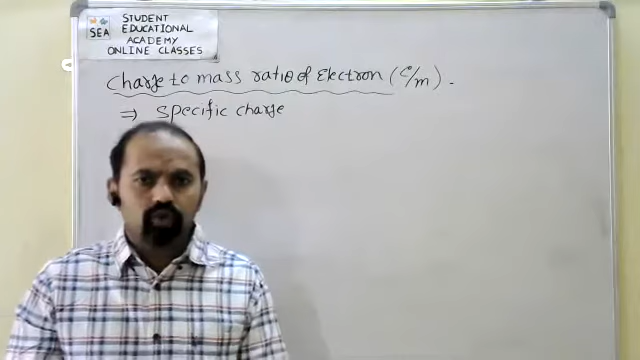 SEA
STUDENT
EDUCATIONAL
ACADEMY
ONLINE CLASSES
Charge to mass ratio of Electron (e/m).
⇒ Specific charge